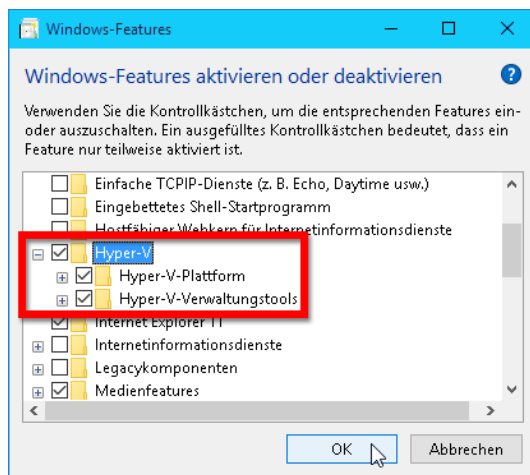 Windows-Features
Windows-Features aktivieren oder deaktivieren
Verwenden Sie die Kontrollkästchen, um die entsprechenden Features ein-
oder auszuschalten. Ein ausgefülltes Kontrollkästchen bedeutet, dass ein
Feature nur teilweise aktiviert ist.
Einfache TCPIP-Dienste (z. B. Echo, Daytime usw.)
Eingebettetes Shell-Startprogramm
Hostfähiger Webkern für Internetinformationsdienste
Hyper-V
Hyper-V-Plattform
Hyper-V-Verwaltungstools
Internet Explorer 11
Internetinformationsdienste
Legacykomponenten
Medienfeatures
OK
Abbrechen